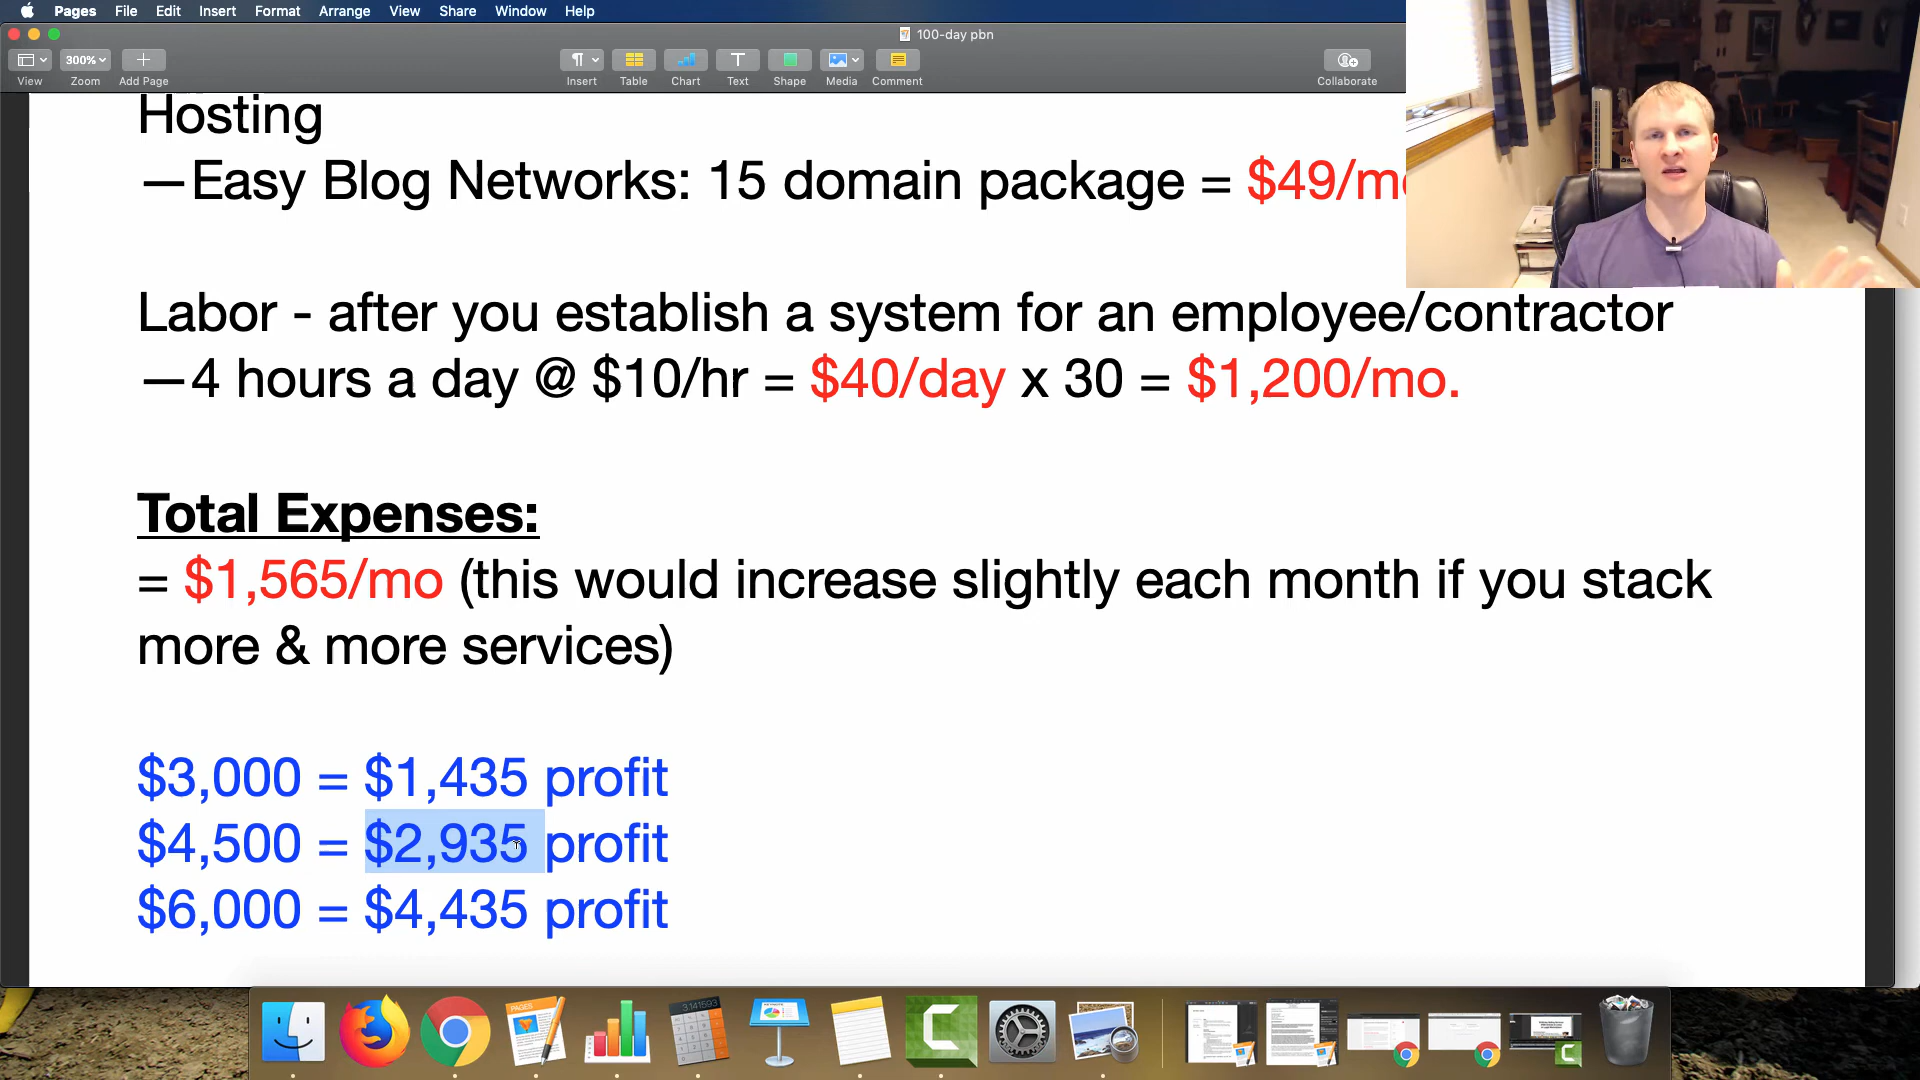 Pages File Edit Insert Format Arrange View Share Window Help
100-day pbn
300%
View Zoom Add Page Insert Table Chart Text Shape Media Comment Collaborate
Hosting
—Easy Blog Networks: 15 domain package = $49/mo
Labor - after you establish a system for an employee/contractor
—4 hours a day @ $10/hr = $40/day x 30 = $1,200/mo.
Total Expenses:
= $1,565/mo (this would increase slightly each month if you stack
more & more services)
$3,000 = $1,435 profit
$4,500 = $2,935 profit
$6,000 = $4,435 profit
PAGES
3.141593